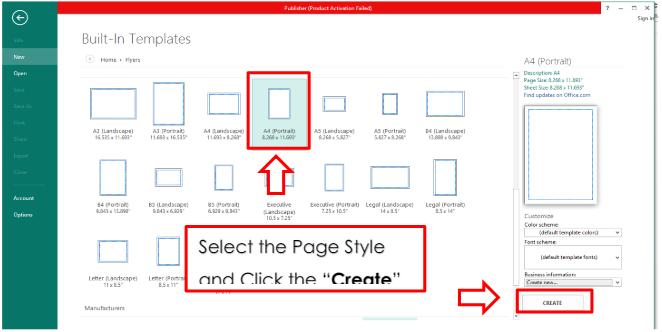 Publisher (Product Activation Failed)
? – □ ×
Sign in
Info
New
Open
Save
Save As
Print
Share
Export
Close
Account
Options
Built-In Templates
Home › Flyers
A3 (Landscape)
16.535 x 11.693"
A3 (Portrait)
11.693 x 16.535"
A4 (Landscape)
11.693 x 8.268"
A4 (Portrait)
8.268 x 11.693"
A5 (Landscape)
8.268 x 5.827"
A5 (Portrait)
5.827 x 8.268"
B4 (Landscape)
13.898 x 9.843"
B4 (Portrait)
9.843 x 13.898"
B5 (Landscape)
9.843 x 6.929"
B5 (Portrait)
6.929 x 9.843"
Executive
(Landscape)
10.5 x 7.25"
Executive (Portrait)
7.25 x 10.5"
Legal (Landscape)
14 x 8.5"
Legal (Portrait)
8.5 x 14"
Letter (Landscape)
11 x 8.5"
Letter (Portrait)
8.5 x 11"
Manufacturers
Select the Page Style
and Click the “Create”
A4 (Portrait)
Description: A4
Page Size: 8.268 x 11.693"
Sheet Size: 8.268 x 11.693"
Find updates on Office.com
Customize
Color scheme:
(default template colors)
Font scheme:
(default template fonts)
Business information:
Create new...
CREATE